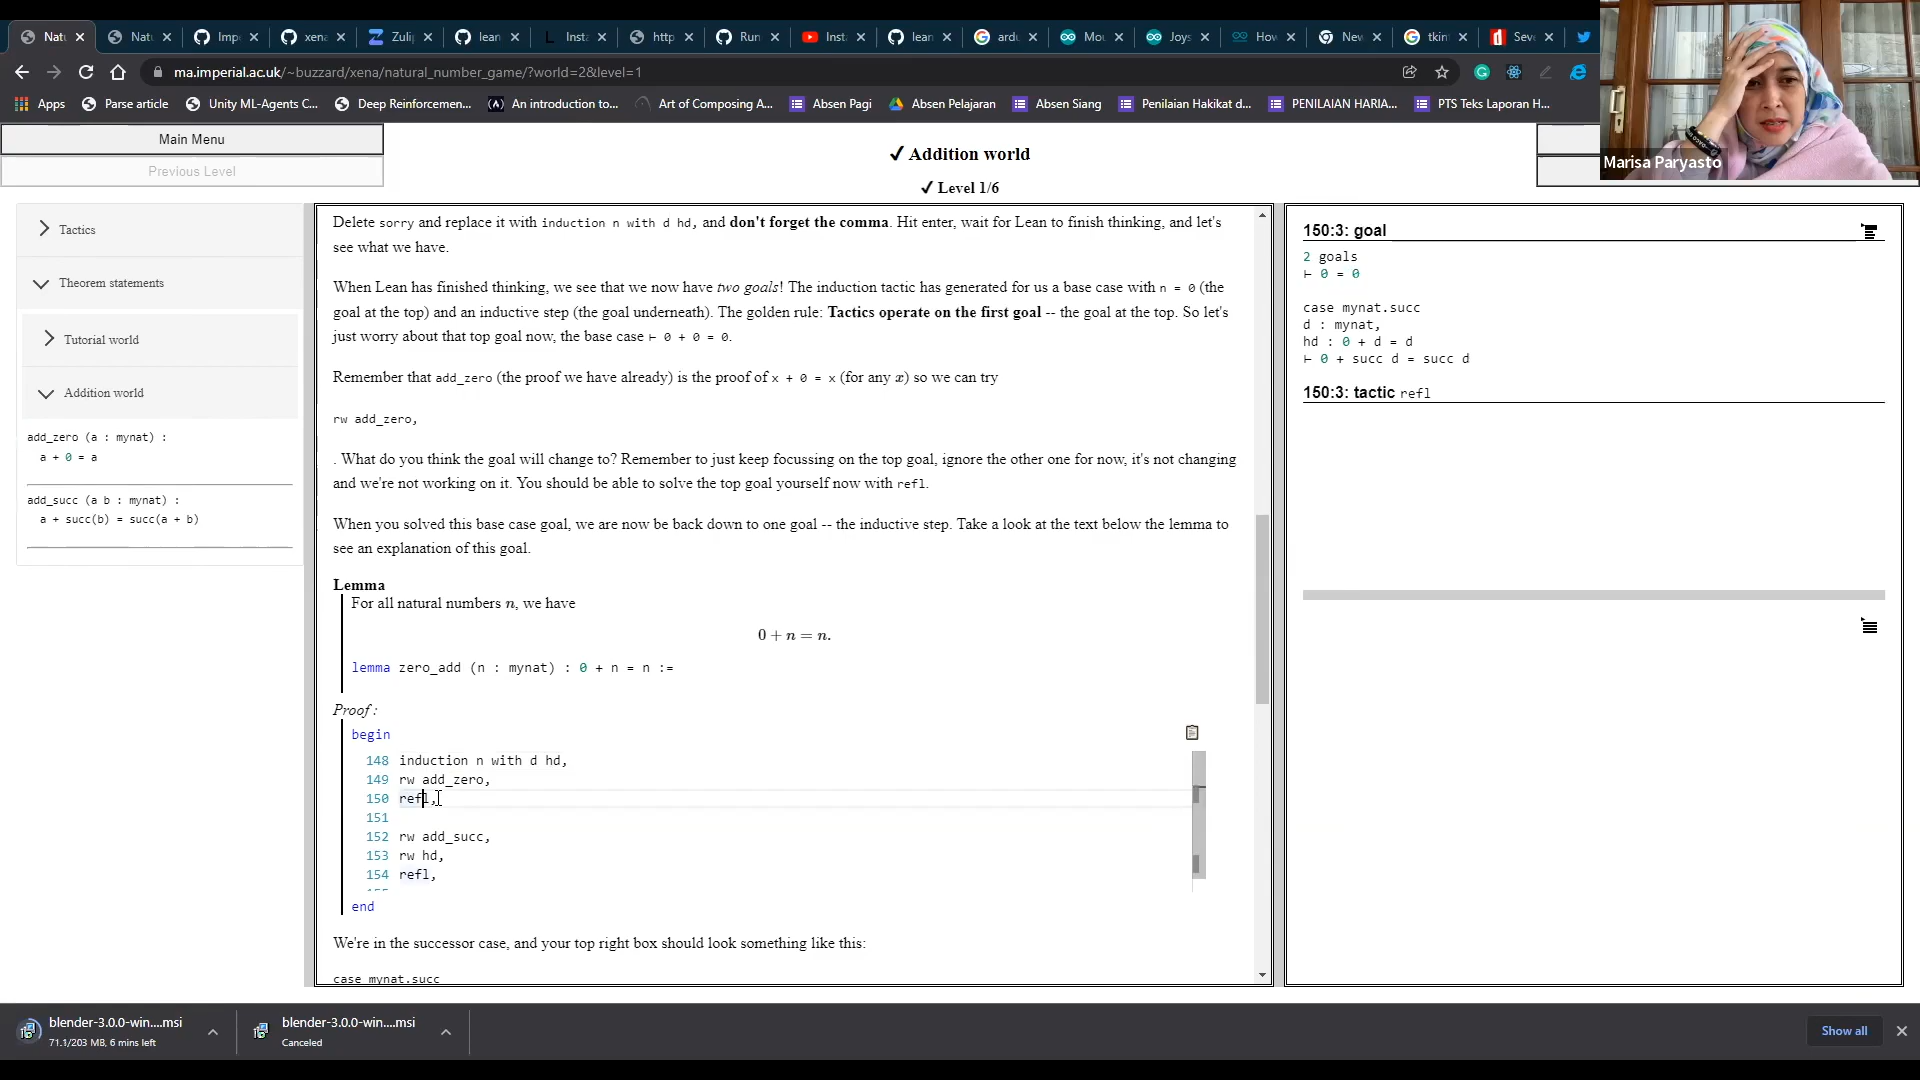 Natu
Natu
Impe
xena
Zulip
lean
L
Insta
http
Run
Inst
lean
ardu
Mou
Joys
How
New
tkin
Seve
ma.imperial.ac.uk/~buzzard/xena/natural_number_game/?world=2&level=1
Apps
Parse article
Unity ML-Agents C...
Deep Reinforcemen...
An introduction to...
Art of Composing A...
Absen Pagi
Absen Pelajaran
Absen Siang
Penilaian Hakikat d...
PENILAIAN HARIA...
PTS Teks Laporan H...
Marisa Paryasto
Main Menu
Previous Level
✓ Addition world
✓ Level 1/6
Tactics
Theorem statements
Tutorial world
Addition world
add_zero (a : mynat) :
a + 0 = a
add_succ (a b : mynat) :
a + succ(b) = succ(a + b)
Delete sorry and replace it with induction n with d hd, and don't forget the comma. Hit enter, wait for Lean to finish thinking, and let's
see what we have.
When Lean has finished thinking, we see that we now have two goals! The induction tactic has generated for us a base case with n = 0 (the
goal at the top) and an inductive step (the goal underneath). The golden rule: Tactics operate on the first goal -- the goal at the top. So let's
just worry about that top goal now, the base case ⊢ 0 + 0 = 0.
Remember that add_zero (the proof we have already) is the proof of x + 0 = x (for any x) so we can try
rw add_zero,
. What do you think the goal will change to? Remember to just keep focussing on the top goal, ignore the other one for now, it's not changing
and we're not working on it. You should be able to solve the top goal yourself now with refl.
When you solved this base case goal, we are now be back down to one goal -- the inductive step. Take a look at the text below the lemma to
see an explanation of this goal.
Lemma
For all natural numbers n, we have
0 + n = n.
lemma zero_add (n : mynat) : 0 + n = n :=
Proof :
begin
148 induction n with d hd,
149 rw add_zero,
150 refl,
151
152 rw add_succ,
153 rw hd,
154 refl,
end
We're in the successor case, and your top right box should look something like this:
case mynat.succ
150:3: goal
2 goals
⊢ 0 = 0
case mynat.succ
d : mynat,
hd : 0 + d = d
⊢ 0 + succ d = succ d
150:3: tactic refl
blender-3.0.0-win....msi
71.1/203 MB, 6 mins left
blender-3.0.0-win....msi
Canceled
Show all